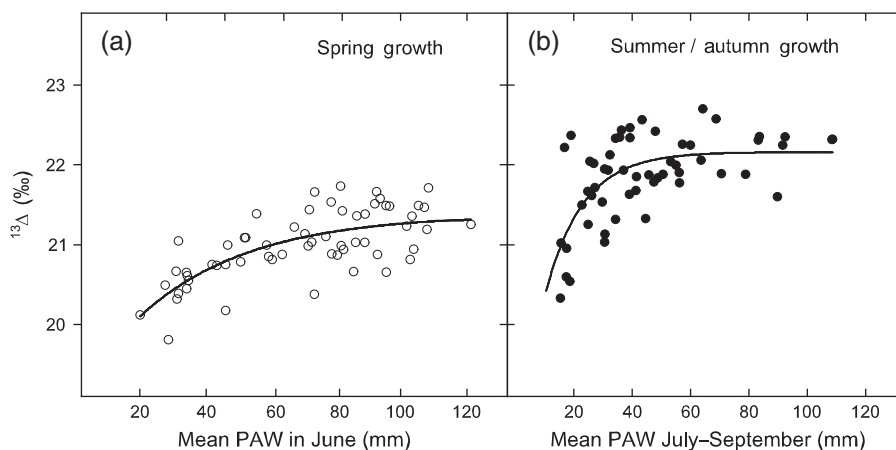 (a)
Spring growth
(b)
Summer / autumn growth
23
22
21
20
¹³Δ (‰)
20 40 60 80 100 120
20 40 60 80 100 120
Mean PAW in June (mm)
Mean PAW July–September (mm)